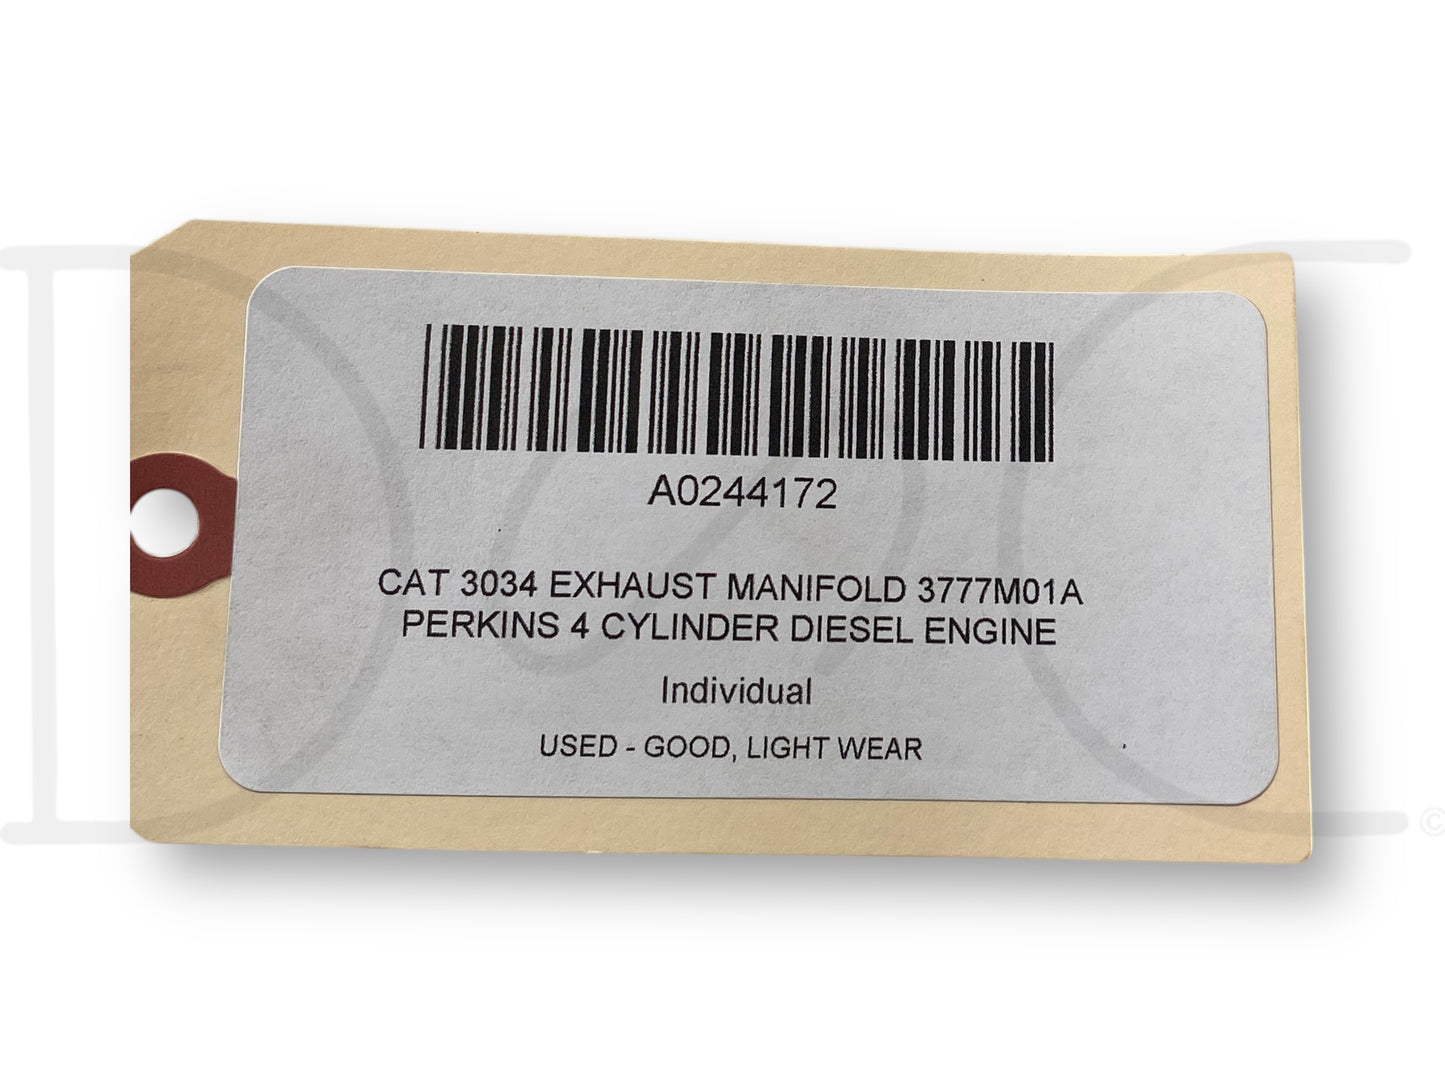 A0244172
CAT 3034 EXHAUST MANIFOLD 3777M01A
PERKINS 4 CYLINDER DIESEL ENGINE
Individual
USED - GOOD, LIGHT WEAR
©